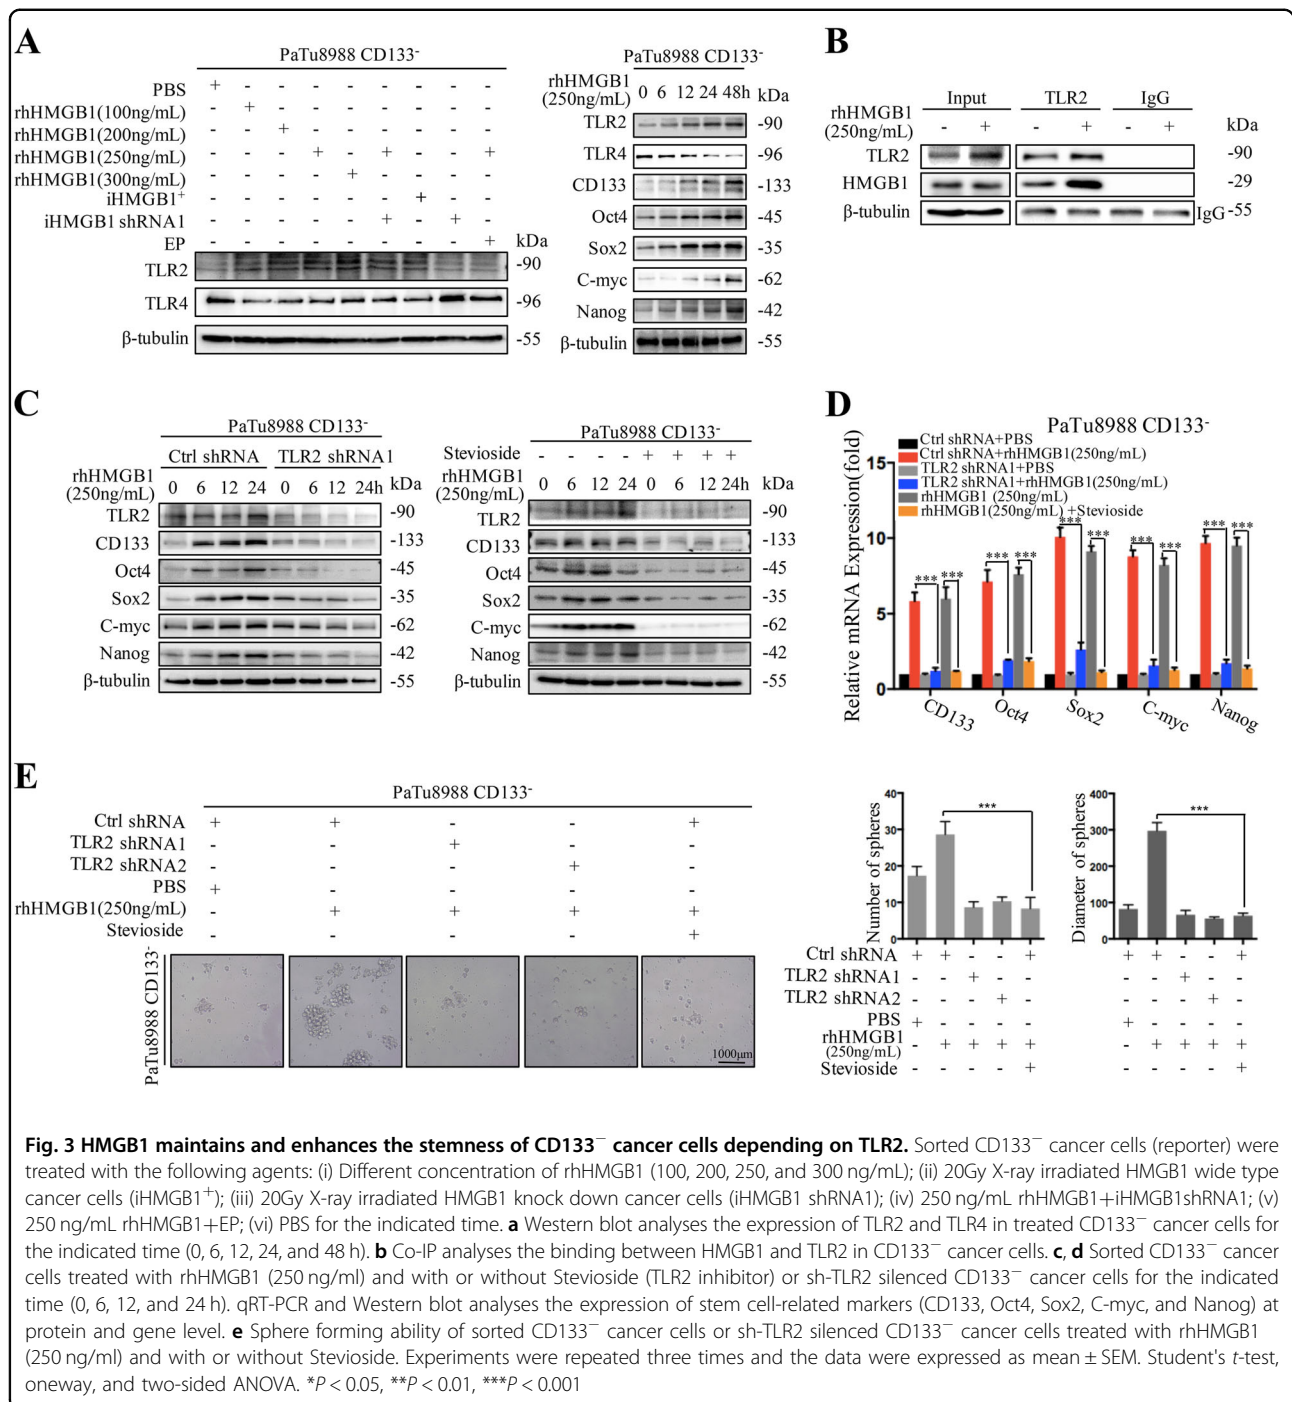 A
PaTu8988 CD133-
PBS + - - - - - - - -
rhHMGB1(100ng/mL) - + - - - - - - -
rhHMGB1(200ng/mL) - - + - - - - - -
rhHMGB1(250ng/mL) - - - + - + - - +
rhHMGB1(300ng/mL) - - - - + - - - -
iHMGB1+ - - - - - - + - -
iHMGB1 shRNA1 - - - - - + - + -
EP - - - - - - - - + kDa
TLR2 -90
TLR4 -96
β-tubulin -55
PaTu8988 CD133-
rhHMGB1
(250ng/mL) 0 6 12 24 48h kDa
TLR2 -90
TLR4 -96
CD133 -133
Oct4 -45
Sox2 -35
C-myc -62
Nanog -42
β-tubulin -55
B
Input TLR2 IgG
rhHMGB1
(250ng/mL) - + - + - + kDa
TLR2 -90
HMGB1 -29
β-tubulin IgG -55
C
PaTu8988 CD133-
Ctrl shRNA TLR2 shRNA1
rhHMGB1
(250ng/mL) 0 6 12 24 0 6 12 24h kDa
TLR2 -90
CD133 -133
Oct4 -45
Sox2 -35
C-myc -62
Nanog -42
β-tubulin -55
PaTu8988 CD133-
Stevioside - - - - + + + +
rhHMGB1
(250ng/mL) 0 6 12 24 0 6 12 24h kDa
TLR2 -90
CD133 -133
Oct4 -45
Sox2 -35
C-myc -62
Nanog -42
β-tubulin -55
D
PaTu8988 CD133-
Ctrl shRNA+PBS
Ctrl shRNA+rhHMGB1(250ng/mL)
TLR2 shRNA1+PBS
TLR2 shRNA1+rhHMGB1(250ng/mL)
rhHMGB1 (250ng/mL)
rhHMGB1(250ng/mL) +Stevioside
Relative mRNA Expression(fold)
15
10
5
0
*** *** *** *** *** *** *** *** *** ***
CD133 Oct4 Sox2 C-myc Nanog
E
PaTu8988 CD133-
Ctrl shRNA + + - - +
TLR2 shRNA1 - - + - -
TLR2 shRNA2 - - - + -
PBS + - - - -
rhHMGB1(250ng/mL) - + + + +
Stevioside - - - - +
PaTu8988 CD133-
1000μm
Number of spheres
40
30
20
10
0
***
Ctrl shRNA + + - - +
TLR2 shRNA1 - - + - -
TLR2 shRNA2 - - - + -
PBS + - - - -
rhHMGB1
(250ng/mL) - + + + +
Stevioside - - - - +
Diameter of spheres
400
300
200
100
0
***
+ + - - +
- - + - -
- - - + -
+ - - - -
- + + + +
- - - - +
Fig. 3 HMGB1 maintains and enhances the stemness of CD133− cancer cells depending on TLR2. Sorted CD133− cancer cells (reporter) were
treated with the following agents: (i) Different concentration of rhHMGB1 (100, 200, 250, and 300 ng/mL); (ii) 20Gy X-ray irradiated HMGB1 wide type
cancer cells (iHMGB1+); (iii) 20Gy X-ray irradiated HMGB1 knock down cancer cells (iHMGB1 shRNA1); (iv) 250 ng/mL rhHMGB1+iHMGB1shRNA1; (v)
250 ng/mL rhHMGB1+EP; (vi) PBS for the indicated time. a Western blot analyses the expression of TLR2 and TLR4 in treated CD133− cancer cells for
the indicated time (0, 6, 12, 24, and 48 h). b Co-IP analyses the binding between HMGB1 and TLR2 in CD133− cancer cells. c, d Sorted CD133− cancer
cells treated with rhHMGB1 (250 ng/ml) and with or without Stevioside (TLR2 inhibitor) or sh-TLR2 silenced CD133− cancer cells for the indicated
time (0, 6, 12, and 24 h). qRT-PCR and Western blot analyses the expression of stem cell-related markers (CD133, Oct4, Sox2, C-myc, and Nanog) at
protein and gene level. e Sphere forming ability of sorted CD133− cancer cells or sh-TLR2 silenced CD133− cancer cells treated with rhHMGB1
(250 ng/ml) and with or without Stevioside. Experiments were repeated three times and the data were expressed as mean ± SEM. Student's t-test,
oneway, and two-sided ANOVA. *P < 0.05, **P < 0.01, ***P < 0.001